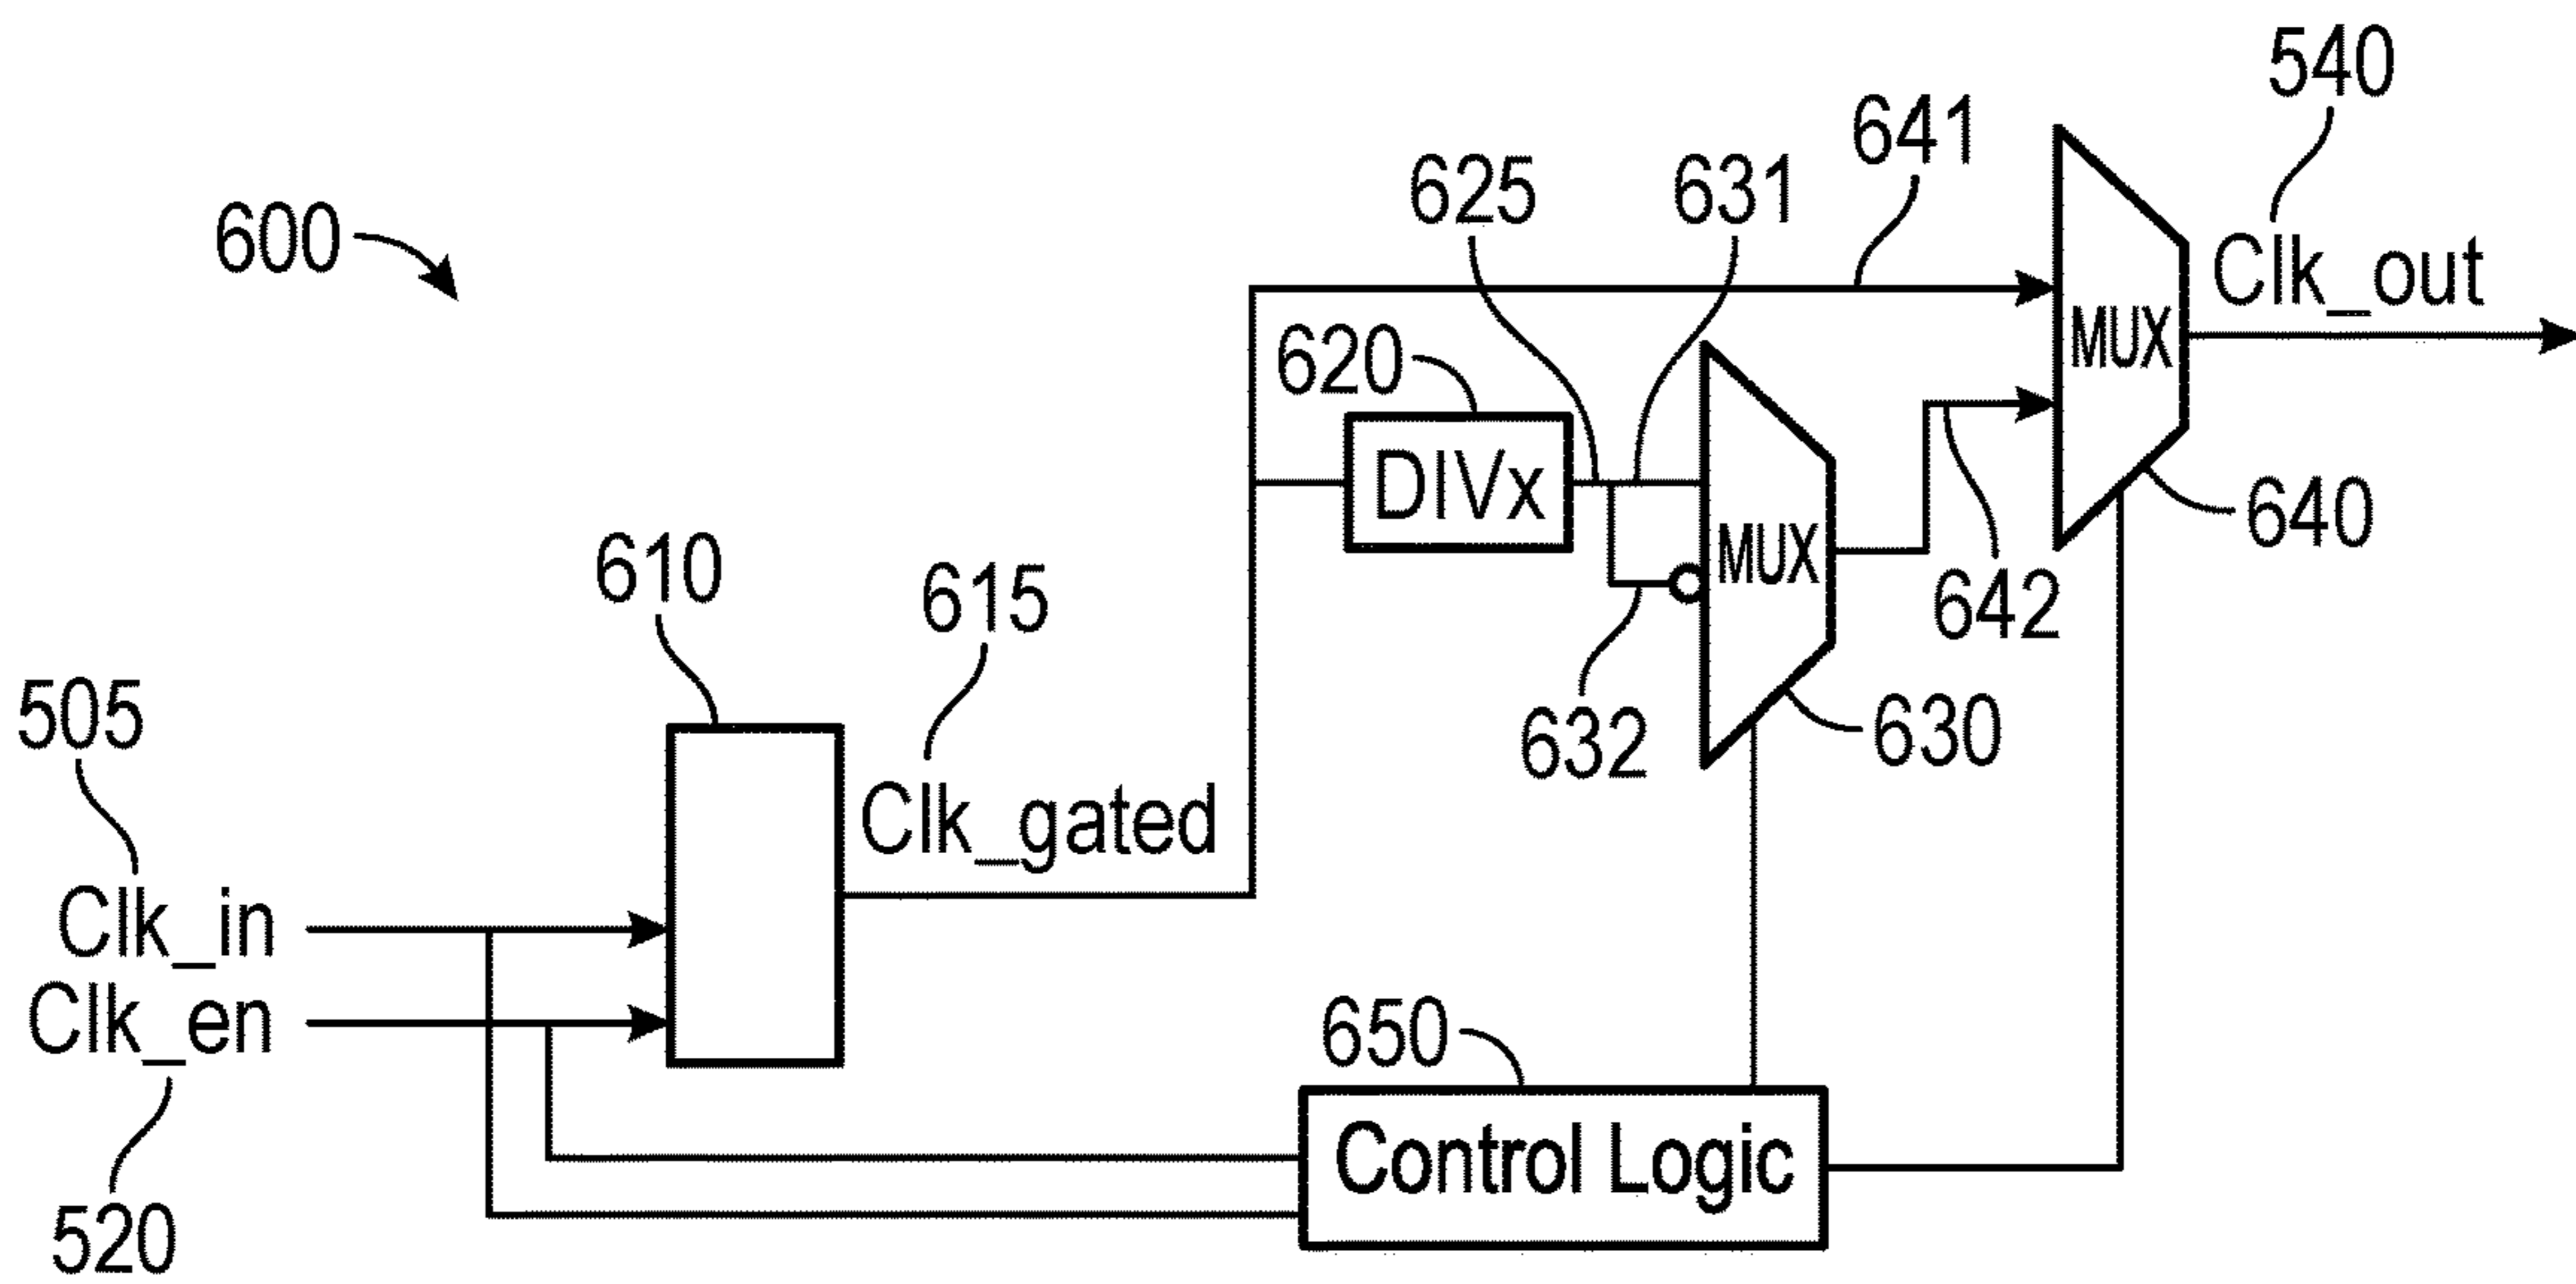 540
641
625
631
600
Clk_out
MUX
620
DIVx
640
610
615
MUX
642
505
632
630
Clk_gated
Clk_in
Clk_en
650
Control Logic
520